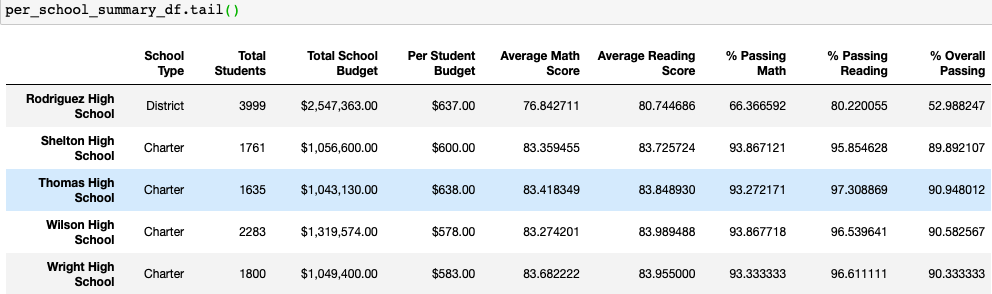 per_school_summary_df.tail()
School Type Total Students Total School Budget Per Student Budget Average Math Score Average Reading Score % Passing Math % Passing Reading % Overall Passing
Rodriguez High School District 3999 $2,547,363.00 $637.00 76.842711 80.744686 66.366592 80.220055 52.988247
Shelton High School Charter 1761 $1,056,600.00 $600.00 83.359455 83.725724 93.867121 95.854628 89.892107
Thomas High School Charter 1635 $1,043,130.00 $638.00 83.418349 83.848930 93.272171 97.308869 90.948012
Wilson High School Charter 2283 $1,319,574.00 $578.00 83.274201 83.989488 93.867718 96.539641 90.582567
Wright High School Charter 1800 $1,049,400.00 $583.00 83.682222 83.955000 93.333333 96.611111 90.333333